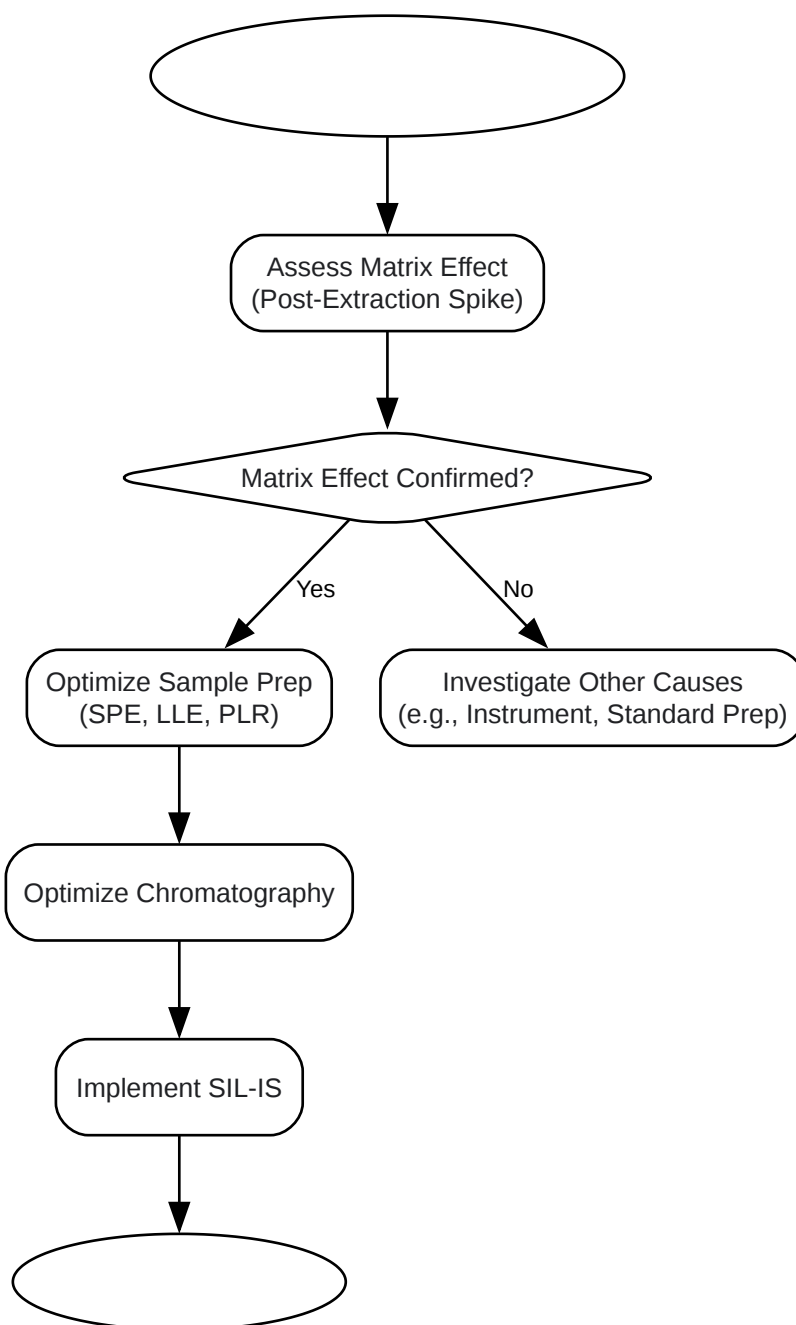 Assess Matrix Effect
(Post-Extraction Spike)
Matrix Effect Confirmed?
Yes
No
Optimize Sample Prep
(SPE, LLE, PLR)
Investigate Other Causes
(e.g., Instrument, Standard Prep)
Optimize Chromatography
Implement SIL-IS